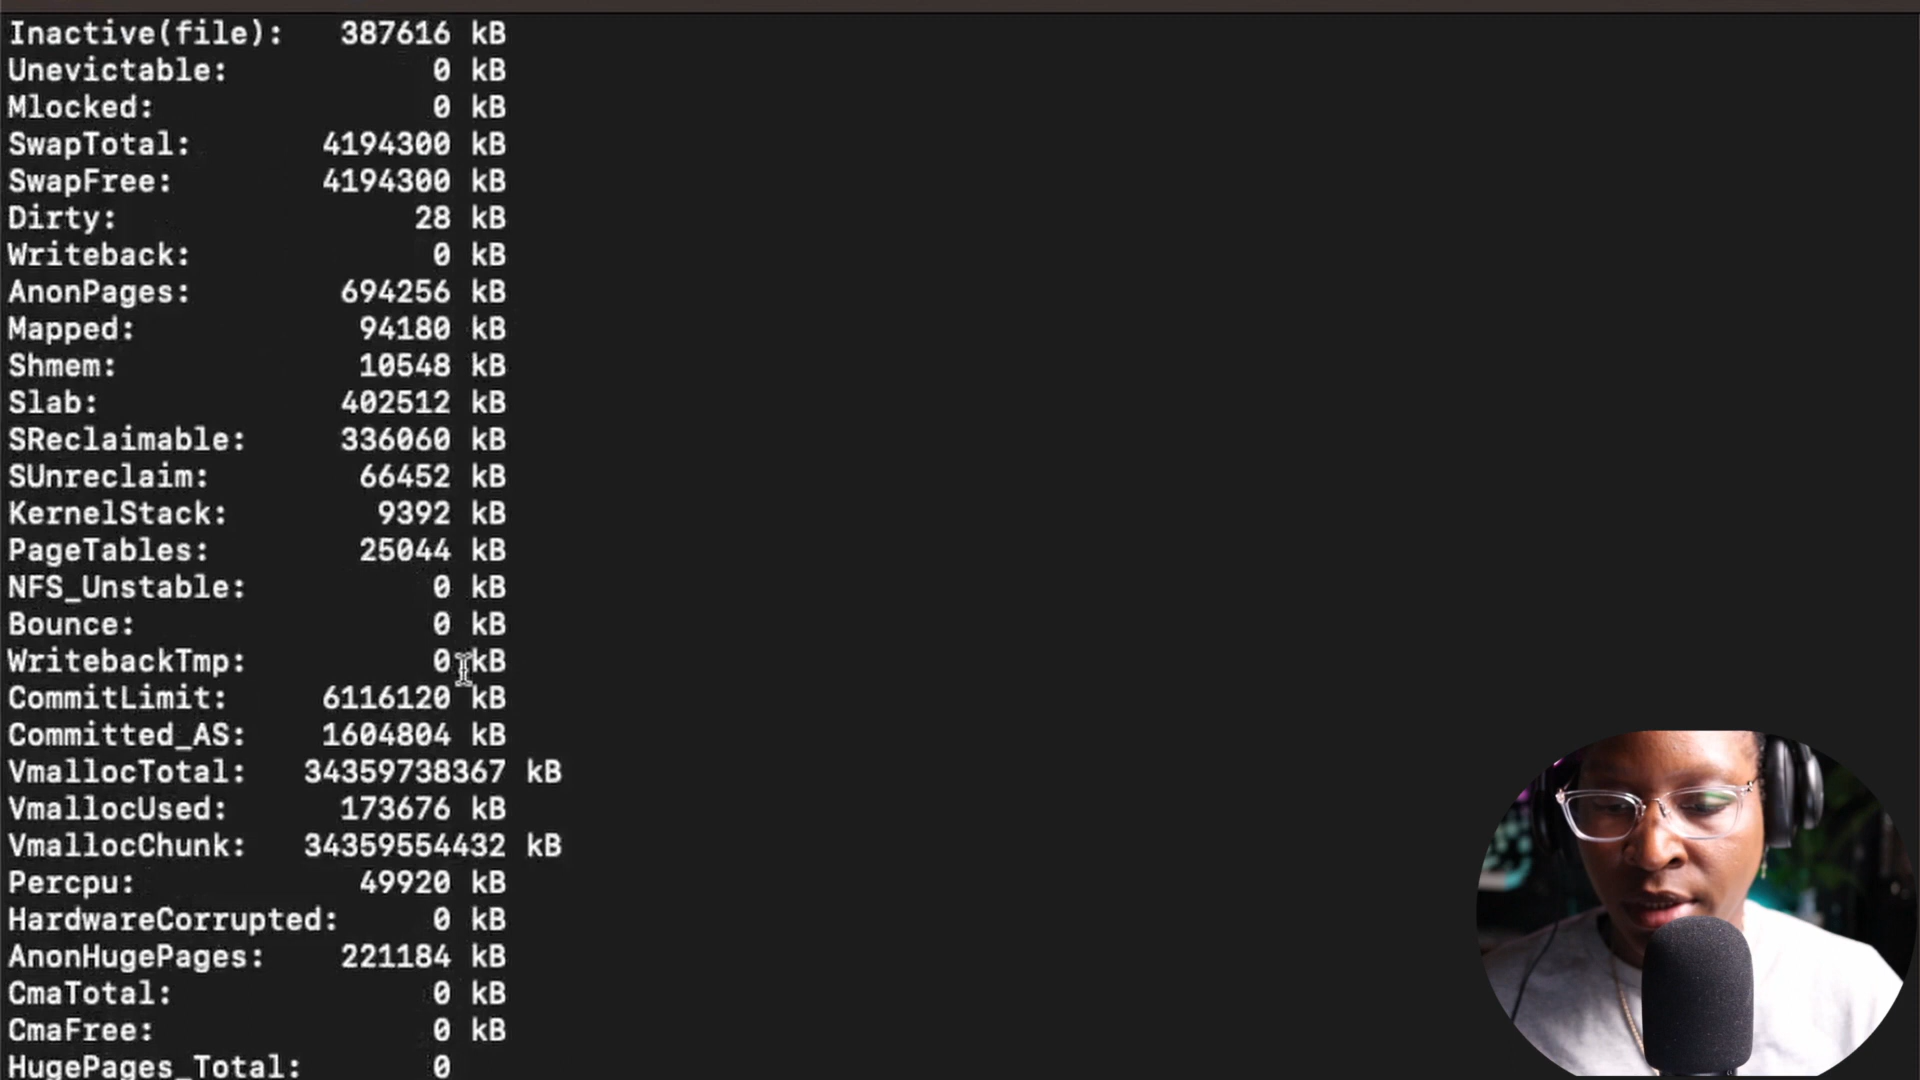 Inactive(file):   387616 kB
Unevictable:           0 kB
Mlocked:               0 kB
SwapTotal:       4194300 kB
SwapFree:        4194300 kB
Dirty:                28 kB
Writeback:             0 kB
AnonPages:        694256 kB
Mapped:            94180 kB
Shmem:             10548 kB
Slab:             402512 kB
SReclaimable:     336060 kB
SUnreclaim:        66452 kB
KernelStack:        9392 kB
PageTables:        25044 kB
NFS_Unstable:          0 kB
Bounce:                0 kB
WritebackTmp:          0 kB
CommitLimit:     6116120 kB
Committed_AS:    1604804 kB
VmallocTotal:   34359738367 kB
VmallocUsed:      173676 kB
VmallocChunk:   34359554432 kB
Percpu:            49920 kB
HardwareCorrupted:     0 kB
AnonHugePages:    221184 kB
CmaTotal:              0 kB
CmaFree:               0 kB
HugePages_Total:       0